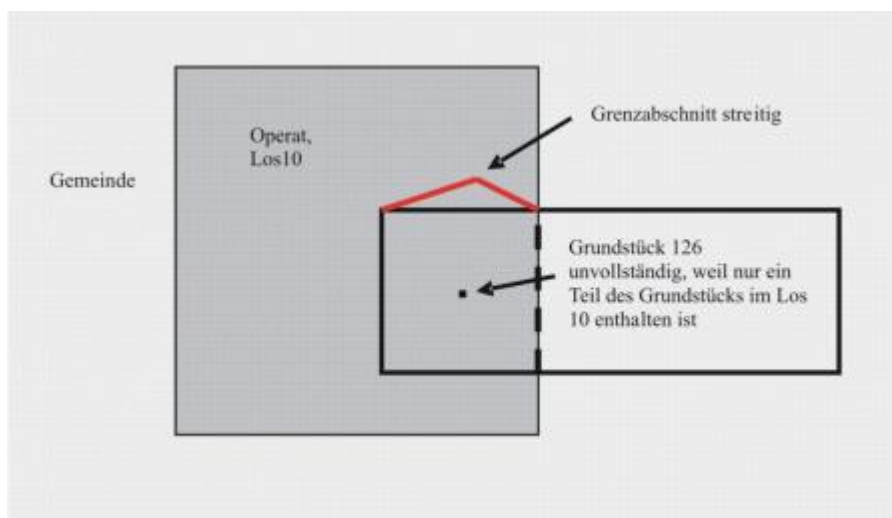 Grenzabschnitt streitig
Operat,
Los10
Gemeinde
Grundstück 126
unvollständig, weil nur ein
Teil des Grundstücks im Los
10 enthalten ist